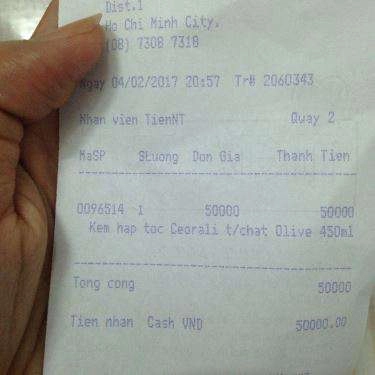 Dist.1
Ho Chi Minh City.
(08) 7308 7318
Ngay 04/02/2017 20:57 Tr# 2060343
Nhan vien TienNT Quay 2
MaSP SLuong Don Gia Thanh Tien
0096514 1 50000 50000
Kem hap toc Ceorali t/chat Olive 450ml
Tong cong 50000
Tien nhan Cash VND 50000.00